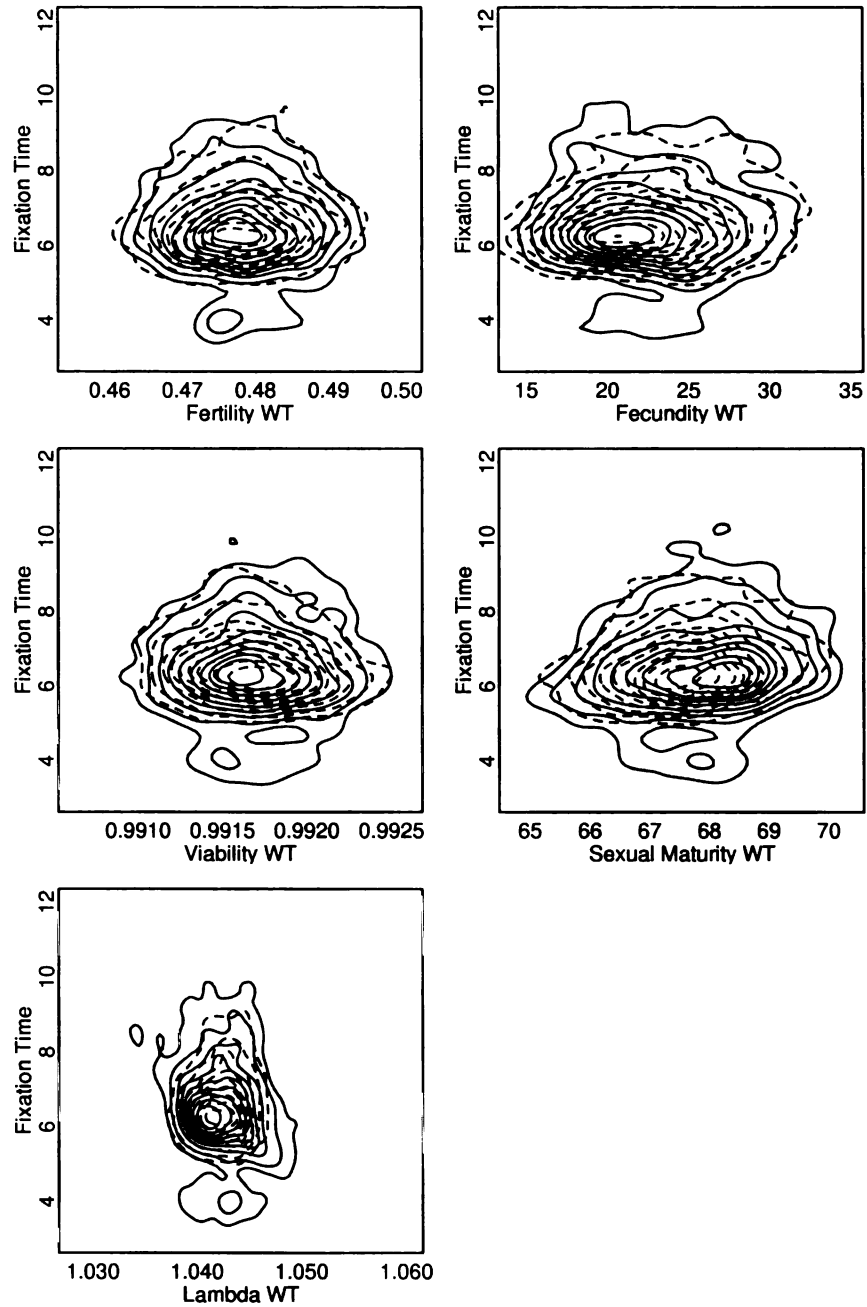 12
10
8
6
4
Fixation Time
0.46 0.47 0.48 0.49 0.50
Fertility WT
12
10
8
6
4
Fixation Time
15 20 25 30 35
Fecundity WT
12
10
8
6
4
Fixation Time
0.9910 0.9915 0.9920 0.9925
Viability WT
12
10
8
6
4
Fixation Time
65 66 67 68 69 70
Sexual Maturity WT
12
10
8
6
4
Fixation Time
1.030 1.040 1.050 1.060
Lambda WT